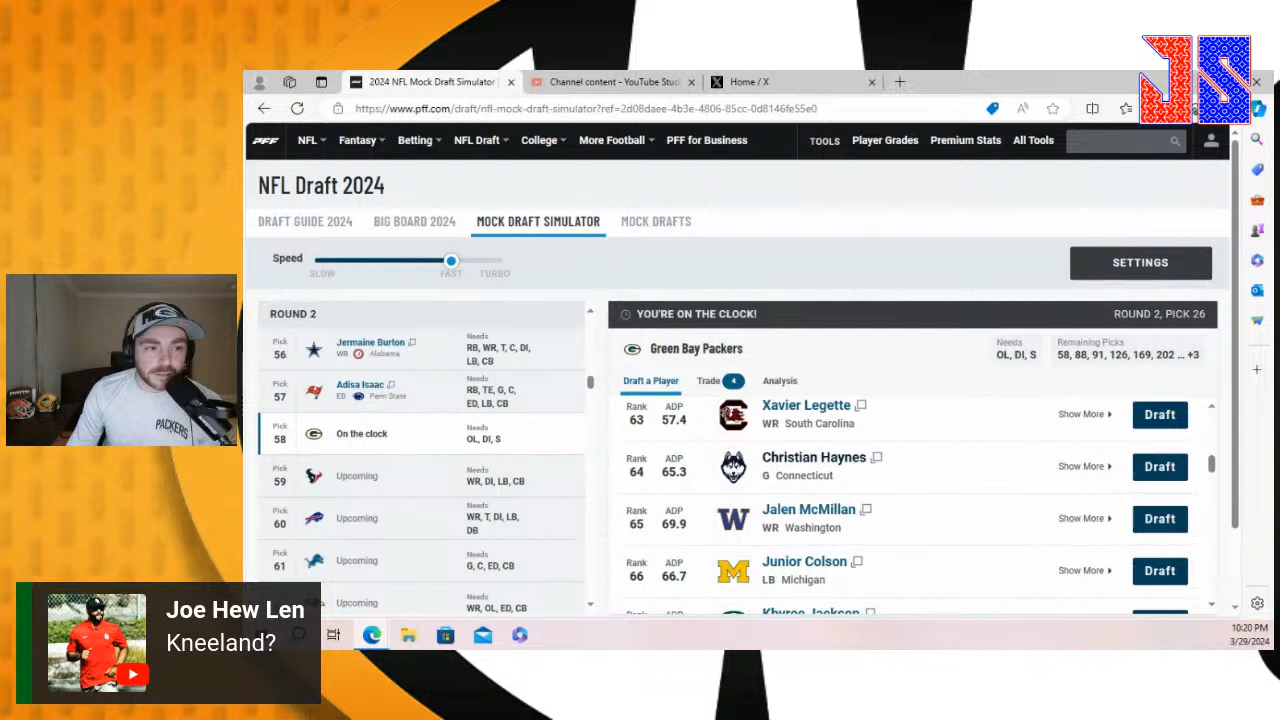 JS
2024 NFL Mock Draft Simulator
Channel content - YouTube Stud
Home / X
https://www.pff.com/draft/nfl-mock-draft-simulator?ref=2d08daee-4b3e-4806-85cc-0d8146fe55e0
PFF NFL Fantasy Betting NFL Draft College More Football PFF for Business TOOLS Player Grades Premium Stats All Tools
NFL Draft 2024
DRAFT GUIDE 2024 BIG BOARD 2024 MOCK DRAFT SIMULATOR MOCK DRAFTS
Speed
SLOW FAST TURBO
SETTINGS
ROUND 2
Pick 56
Jermaine Burton
WR Alabama
Needs
RB, WR, T, C, DI,
LB, CB
Pick 57
Adisa Isaac
ED Penn State
Needs
RB, TE, G, C,
ED, LB, CB
Pick 58
On the clock
Needs
OL, DI, S
Pick 59
Upcoming
Needs
WR, DI, LB, CB
Pick 60
Upcoming
Needs
WR, T, DI, LB,
DB
Pick 61
Upcoming
Needs
G, C, ED, CB
Upcoming
Needs
WR, OL, ED, CB
YOU'RE ON THE CLOCK!
ROUND 2, PICK 26
Green Bay Packers
Needs
OL, DI, S
Remaining Picks
58, 88, 91, 126, 169, 202 ... +3
Draft a Player Trade 4 Analysis
Rank 63 ADP 57.4
Xavier Legette
WR South Carolina
Show More Draft
Rank 64 ADP 65.3
Christian Haynes
G Connecticut
Show More Draft
Rank 65 ADP 69.9
W
Jalen McMillan
WR Washington
Show More Draft
Rank 66 ADP 66.7
M
Junior Colson
LB Michigan
Show More Draft
Khyree Jackson
PACKERS
Joe Hew Len
Kneeland?
10:20 PM
3/29/2024